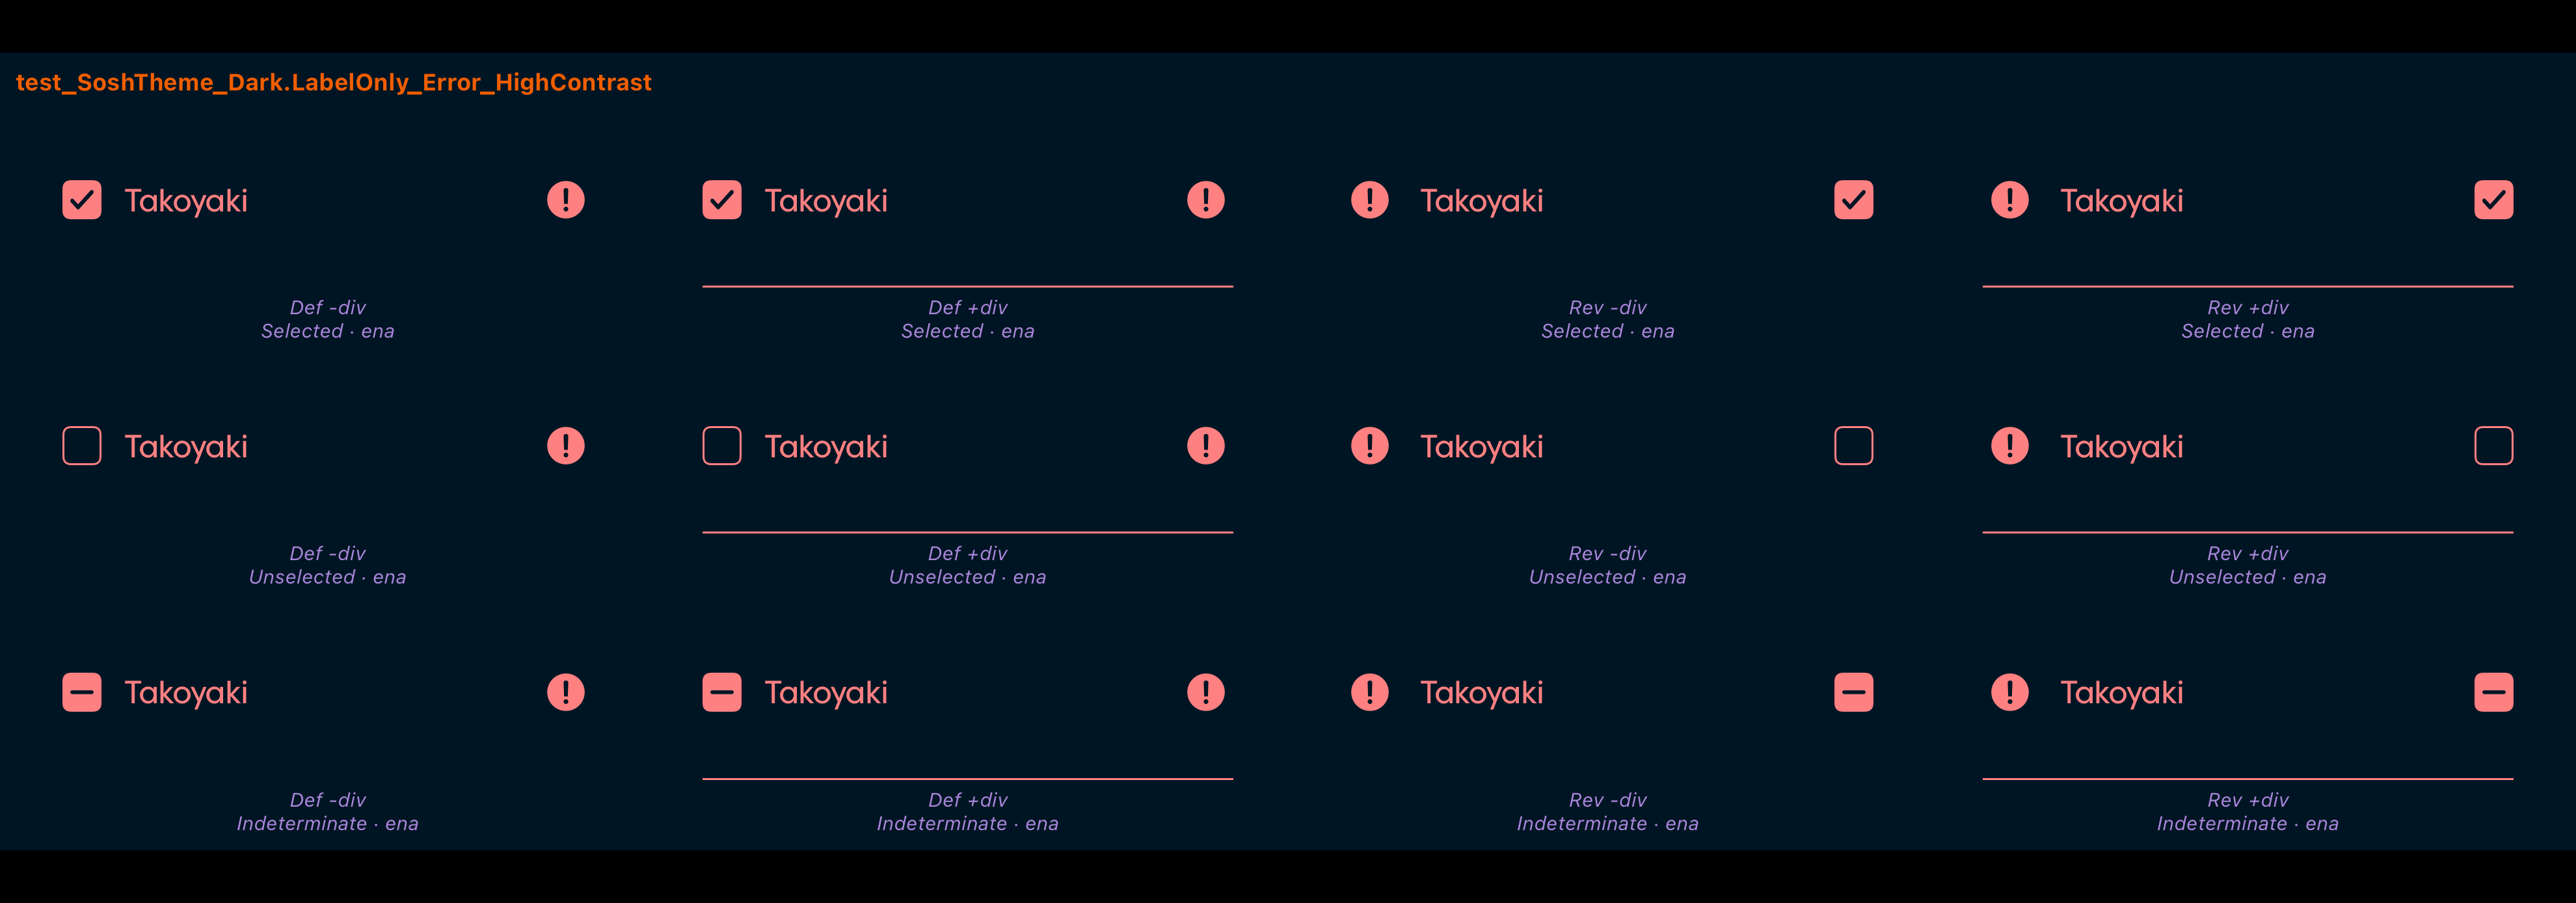 test_SoshTheme_Dark.LabelOnly_Error_HighContrast
Takoyaki
Takoyaki
Takoyaki
Takoyaki
Def -div
Selected · ena
Def +div
Selected · ena
Rev -div
Selected · ena
Rev +div
Selected · ena
Takoyaki
Takoyaki
Takoyaki
Takoyaki
Def -div
Unselected · ena
Def +div
Unselected · ena
Rev -div
Unselected · ena
Rev +div
Unselected · ena
Takoyaki
Takoyaki
Takoyaki
Takoyaki
Def -div
Indeterminate · ena
Def +div
Indeterminate · ena
Rev -div
Indeterminate · ena
Rev +div
Indeterminate · ena